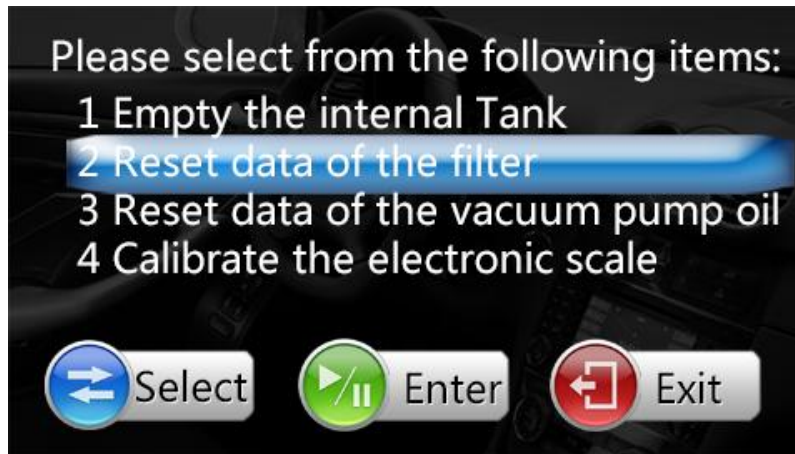 Please select from the following items:
1 Empty the internal Tank
2 Reset data of the filter
3 Reset data of the vacuum pump oil
4 Calibrate the electronic scale
Select Enter Exit